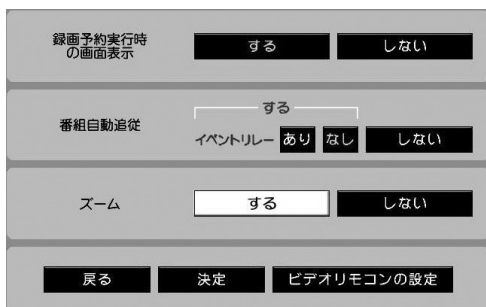 録画予約実行時
の画面表示
する
しない
番組自動追従
する
イベントリレー あり なし しない
ズーム
する
しない
戻る
決定
ビデオリモコンの設定